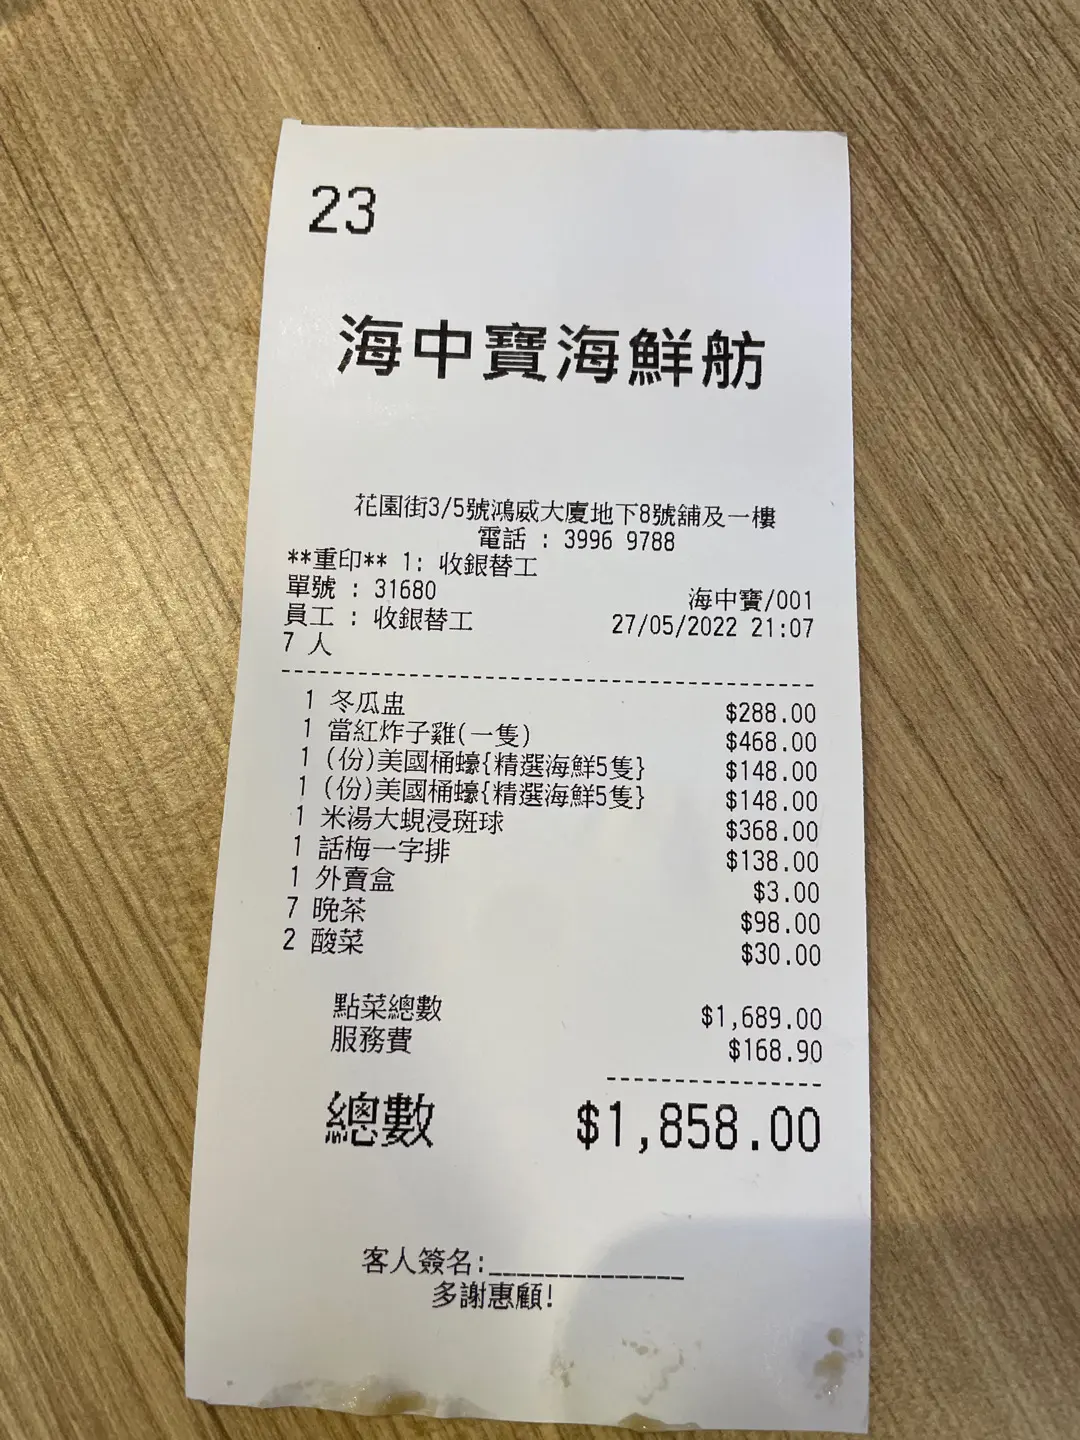 23
海中寶海鮮舫
花園街3/5號鴻威大廈地下8號舖及一樓
電話 : 3996 9788
**重印** 1: 收銀替工
單號 : 31680 海中寶/001
員工 : 收銀替工 27/05/2022 21:07
7 人
1 冬瓜盅 $288.00
1 當紅炸子雞(一隻) $468.00
1 (份)美國桶蠔{精選海鮮5隻} $148.00
1 (份)美國桶蠔{精選海鮮5隻} $148.00
1 米湯大蜆浸斑球 $368.00
1 話梅一字排 $138.00
1 外賣盒 $3.00
7 晚茶 $98.00
2 酸菜 $30.00
點菜總數 $1,689.00
服務費 $168.90
總數 $1,858.00
客人簽名:______________
多謝惠顧!